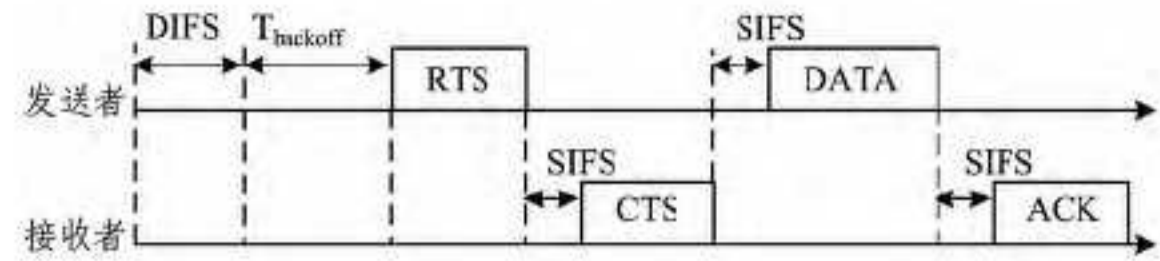 DIFS T_backoff SIFS
RTS DATA
发送者
SIFS SIFS
CTS ACK
接收者